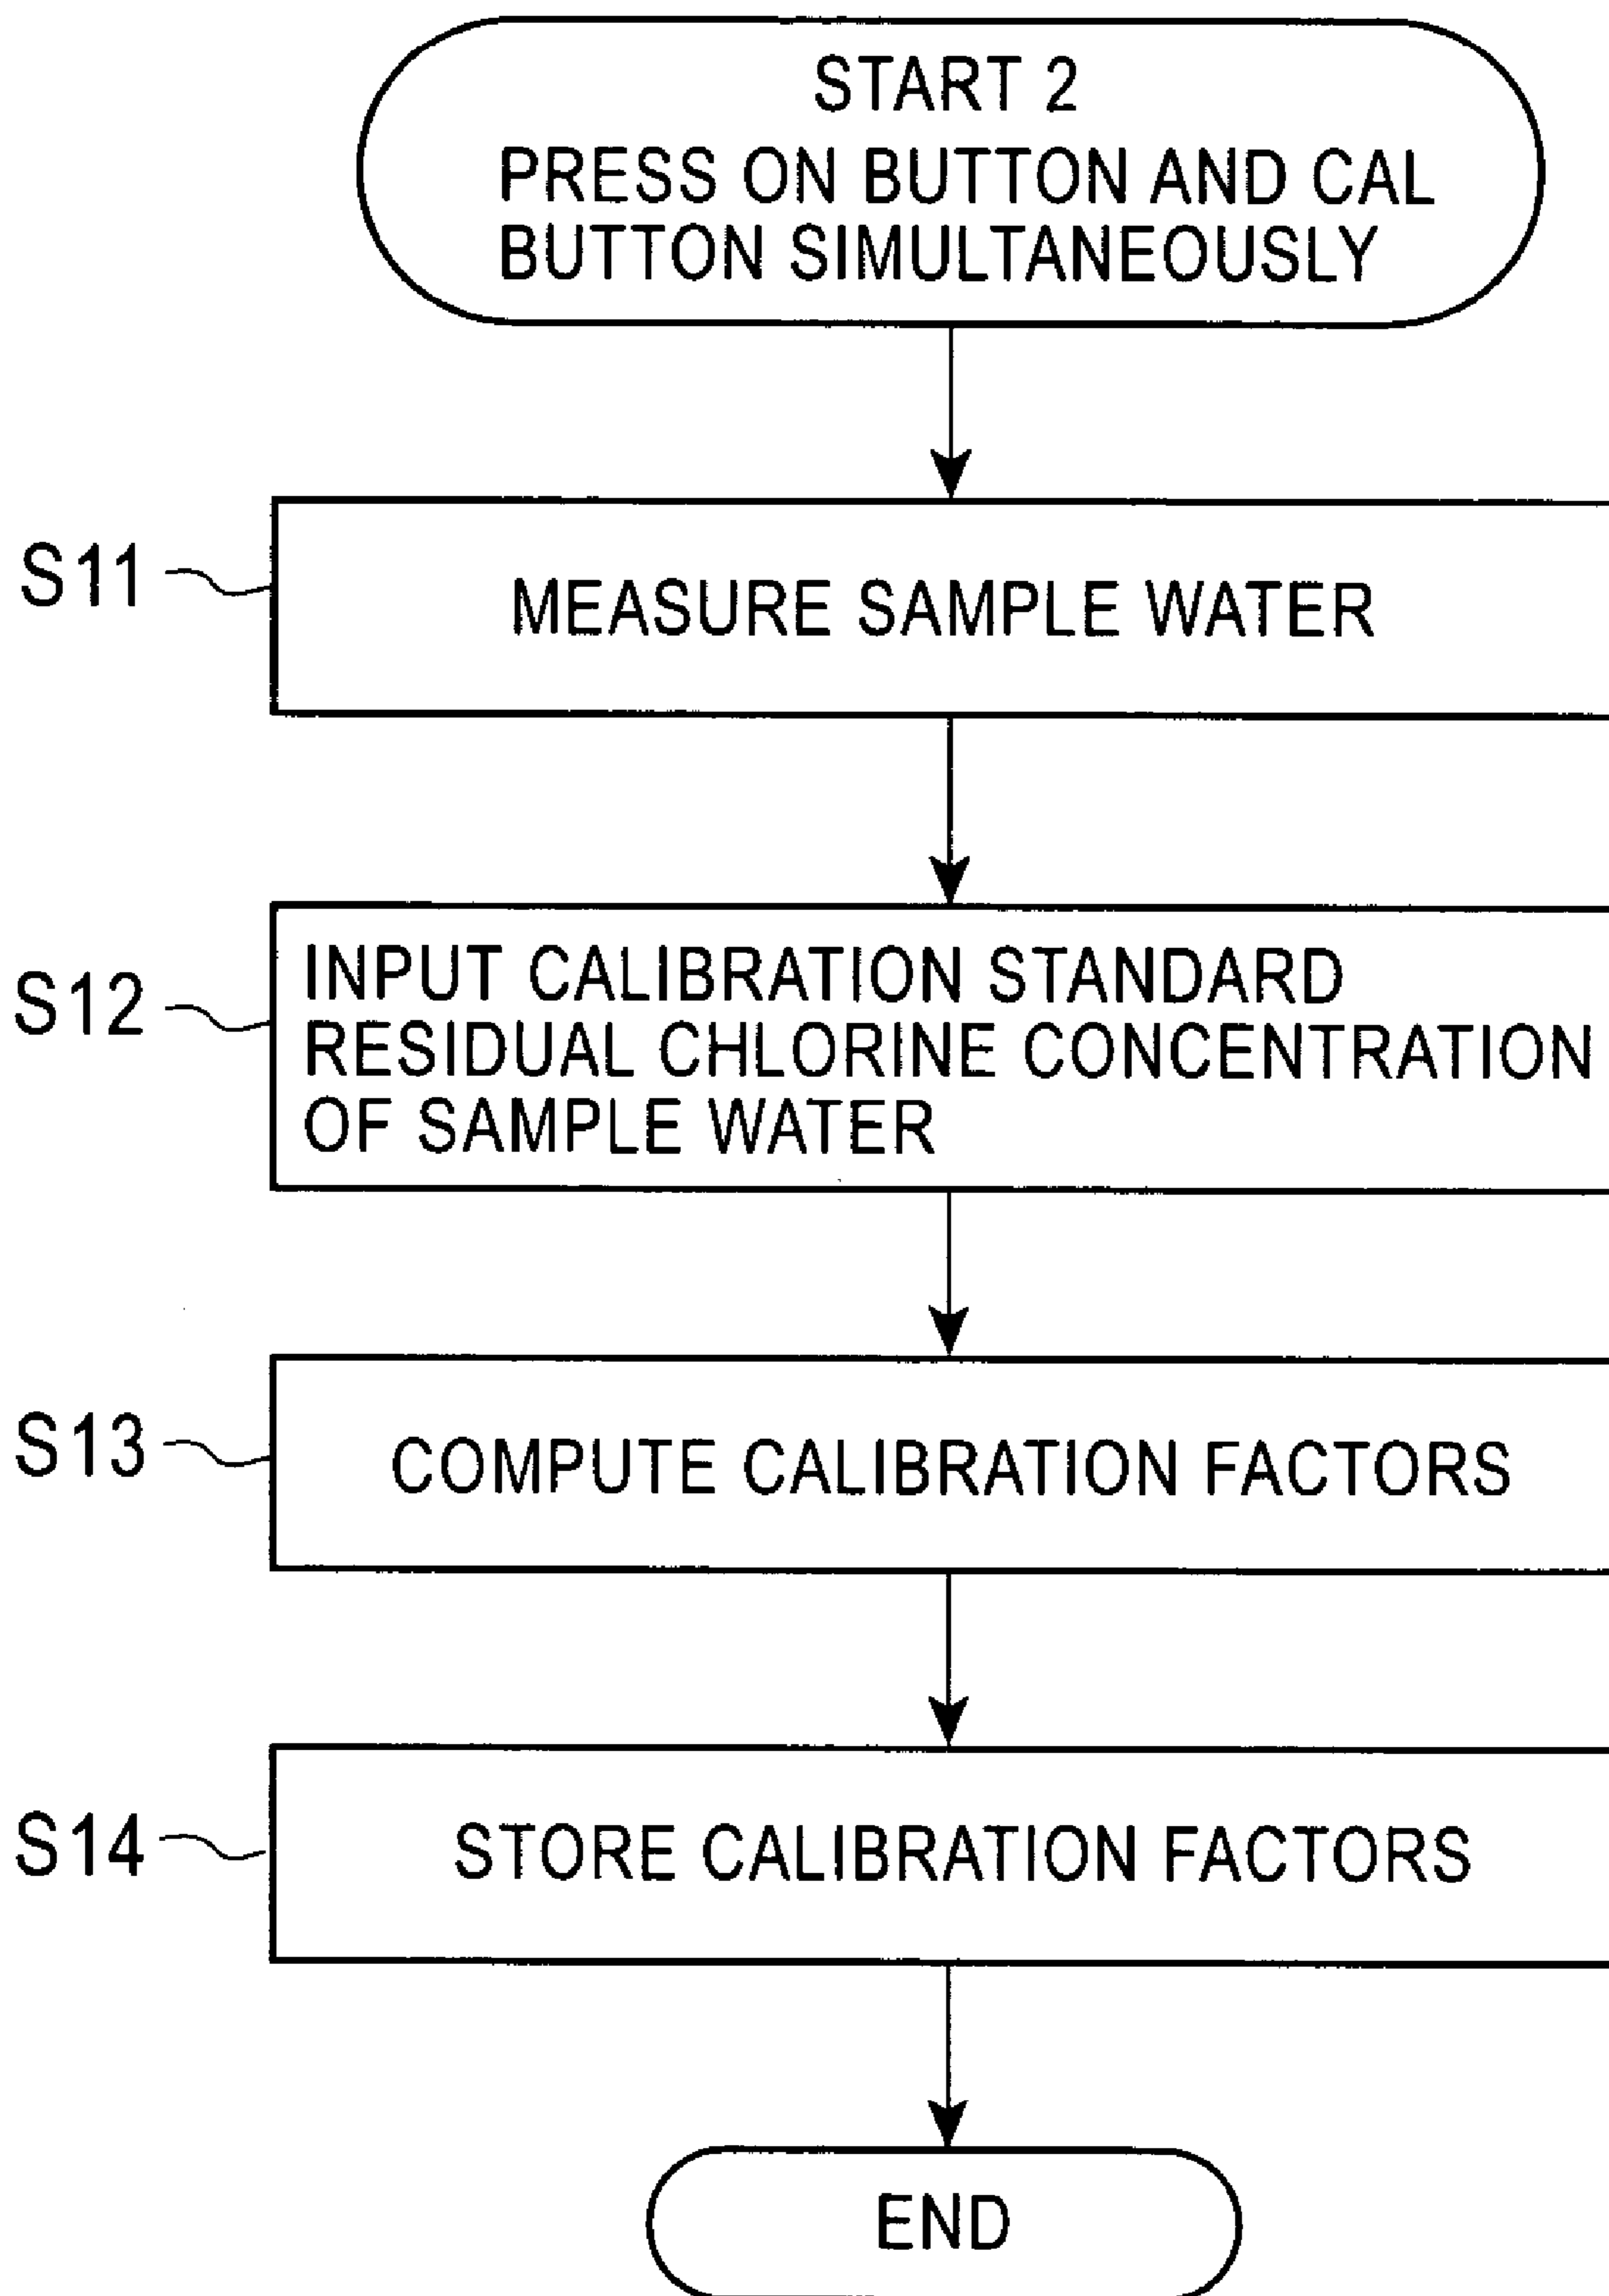 START 2
PRESS ON BUTTON AND CAL
BUTTON SIMULTANEOUSLY
S11
MEASURE SAMPLE WATER
S12
INPUT CALIBRATION STANDARD
RESIDUAL CHLORINE CONCENTRATION
OF SAMPLE WATER
S13
COMPUTE CALIBRATION FACTORS
S14
STORE CALIBRATION FACTORS
END